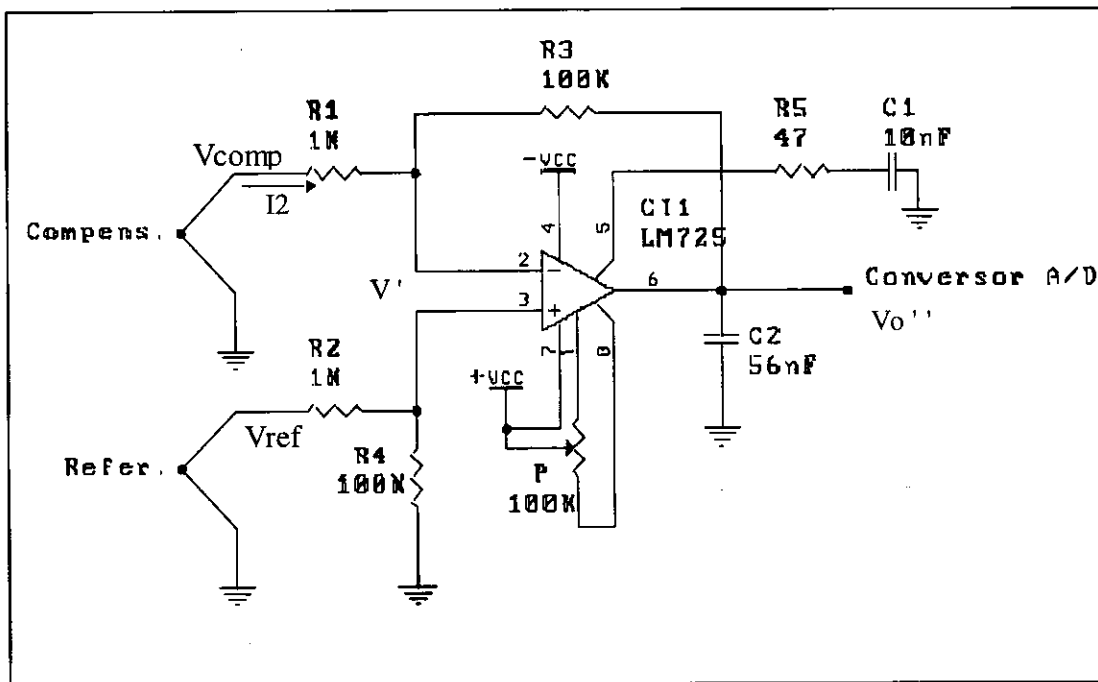 R3
100K
R1
1M
R5
47
C1
10nF
Vcomp
-VCC
I2
4
5
CI1
LM725
Compens.
2
-
6
Conversor A/D
V'
3
+
Vo''
R2
1M
7
1
8
C2
56nF
+VCC
Vref
Refer.
R4
100K
P
100K